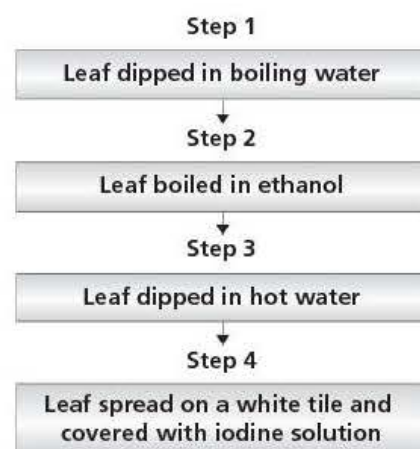 Step 1
Leaf dipped in boiling water
Step 2
Leaf boiled in ethanol
Step 3
Leaf dipped in hot water
Step 4
Leaf spread on a white tile and
covered with iodine solution